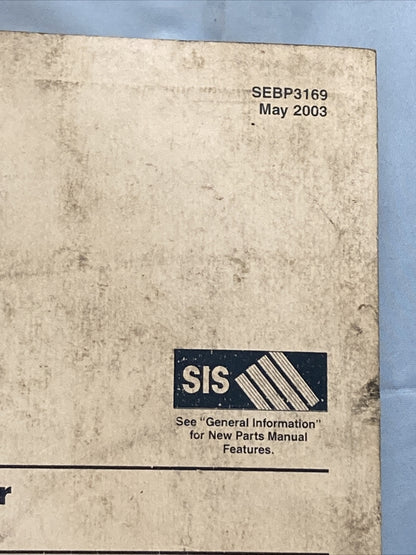 SEBP3169
May 2003
SIS
See "General Information"
for New Parts Manual
Features.
r